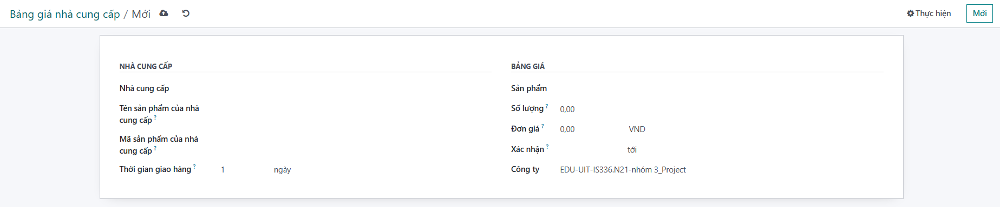 Bảng giá nhà cung cấp / Mới
Thực hiện
Mới
NHÀ CUNG CẤP
Nhà cung cấp
Tên sản phẩm của nhà
cung cấp ?
Mã sản phẩm của nhà
cung cấp ?
Thời gian giao hàng ? 1 ngày
BẢNG GIÁ
Sản phẩm
Số lượng ? 0,00
Đơn giá ? 0,00 VND
Xác nhận ? tới
Công ty EDU-UIT-IS336.N21-nhóm 3_Project